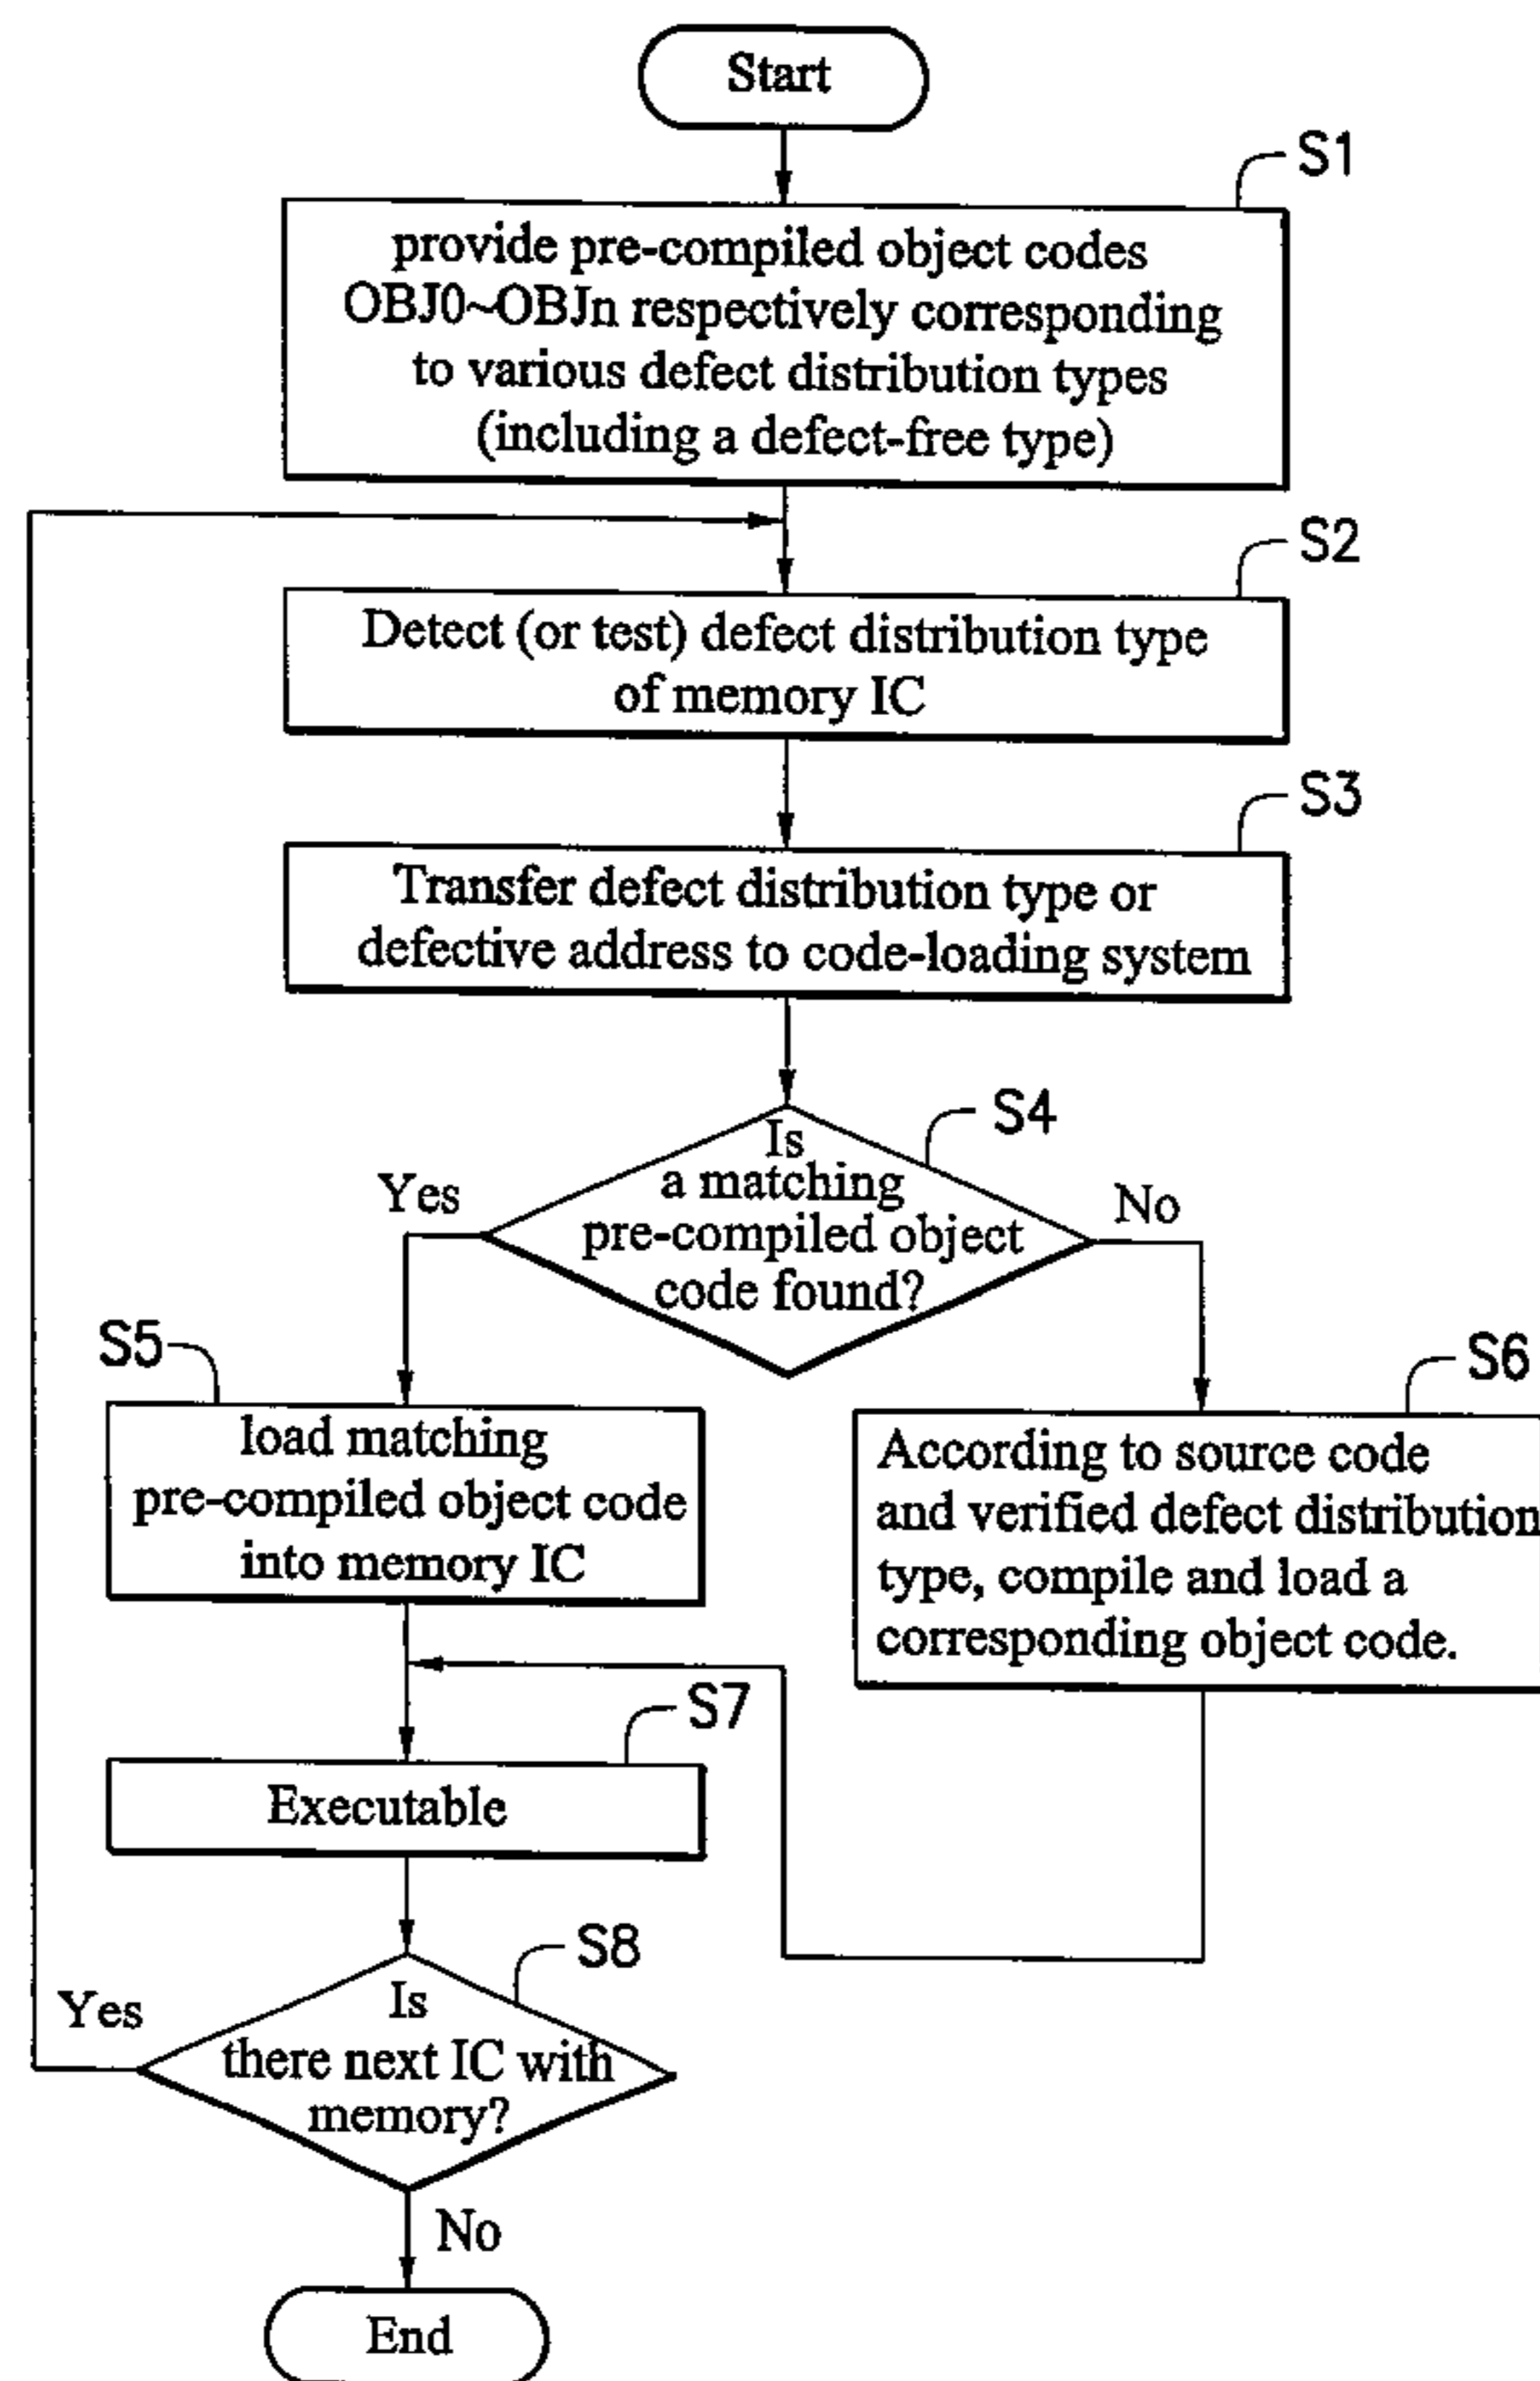 Start
S1
provide pre-compiled object codes
OBJ0~OBJn respectively corresponding
to various defect distribution types
(including a defect-free type)
S2
Detect (or test) defect distribution type
of memory IC
S3
Transfer defect distribution type or
defective address to code-loading system
S4
Is
a matching
pre-compiled object
code found?
Yes
No
S5
load matching
pre-compiled object code
into memory IC
S6
According to source code
and verified defect distribution
type, compile and load a
corresponding object code.
S7
Executable
S8
Is
there next IC with
memory?
Yes
No
End